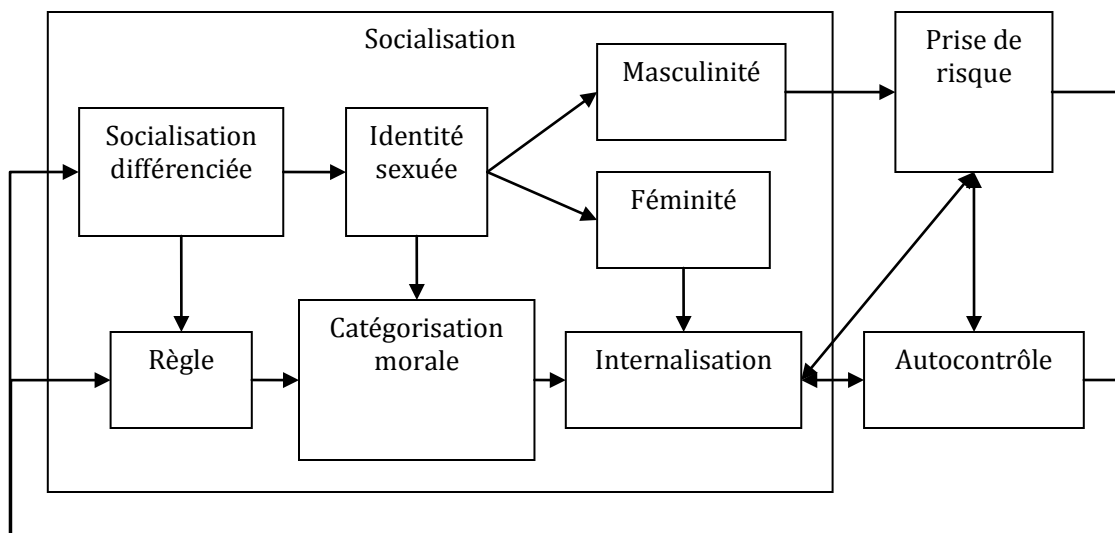 Socialisation
Prise de
risque
Masculinité
Socialisation
différenciée
Identité
sexuée
Féminité
Règle
Catégorisation
morale
Internalisation
Autocontrôle